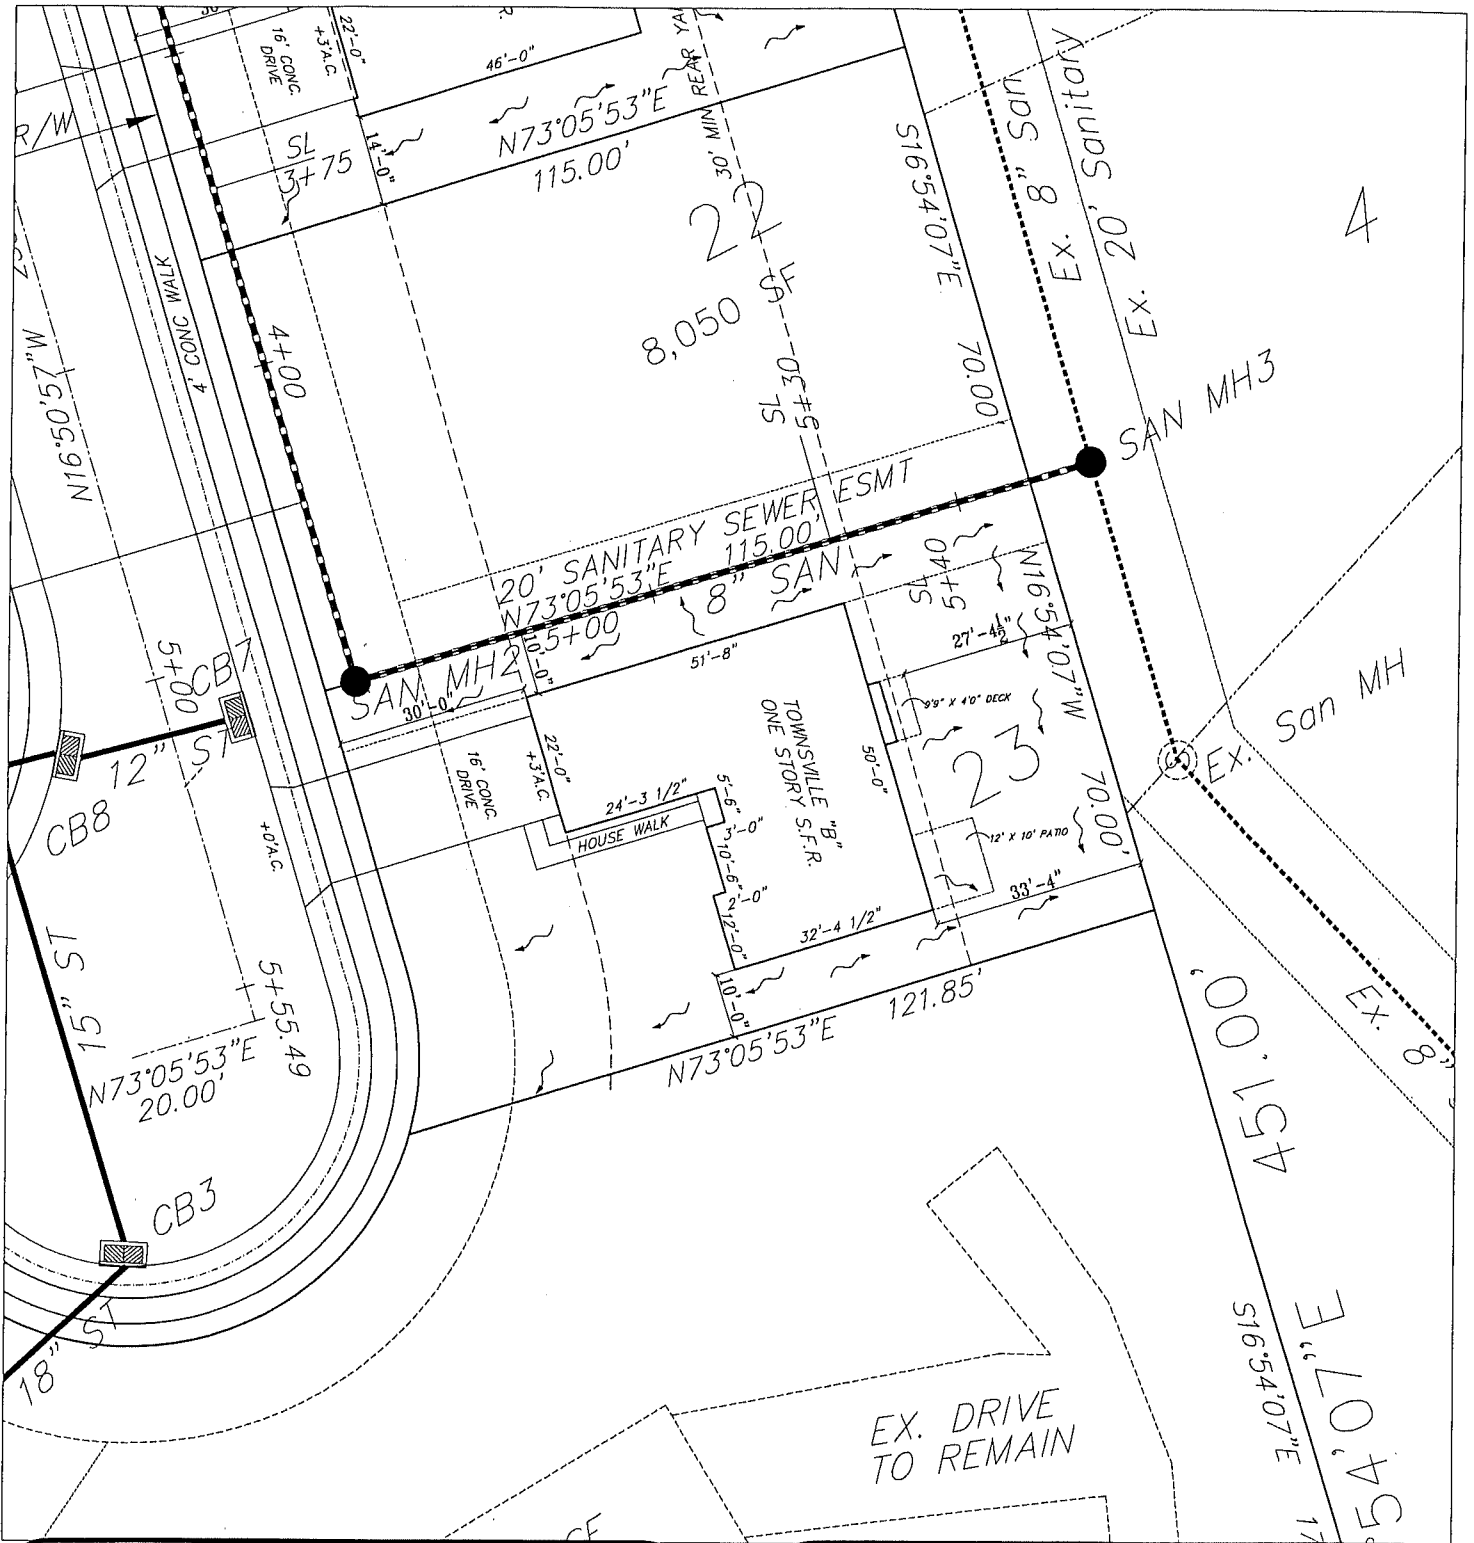 22'-0"
+3'A.C.
16' CONC.
DRIVE
46'-0"
R/W
SL
3+75
14'-0"
N73°05'53"E
115.00'
30' MIN REAR YA
22
8,050 SF
S16°54'07"E
70.00
Ex. 8" San
Ex. 20' Sanitary
4
4' CONC WALK
4+00
N16°50'57"W
SL
5+30
SAN MH3
20' SANITARY SEWER ESMT
N73°05'53"E
115.00'
8" SAN
5+00
SAN MH2
10'-0"
30'-0"
51'-8"
SL
5+40
N16°54'07"W
70.00'
27'-4½"
9'9" X 4'0" DECK
23
12' X 10' PATIO
33'-4"
50'-0"
TOWNSVILLE "B"
ONE STORY S.F.R.
22'-0"
+3'A.C.
16' CONC.
DRIVE
24'-3 1/2"
HOUSE WALK
5'-6"
3'-0"
10'-6"
2'-0"
12'-0"
32'-4 1/2"
10'-0"
N73°05'53"E
121.85'
Ex. San MH
Ex. 8"
5+00
CB7
12" ST
CB8
+0'A.C.
15" ST
5+55.49
N73°05'53"E
20.00'
CB3
18" ST
451.00'
S16°54'07"E
°54'07"E
EX. DRIVE
TO REMAIN